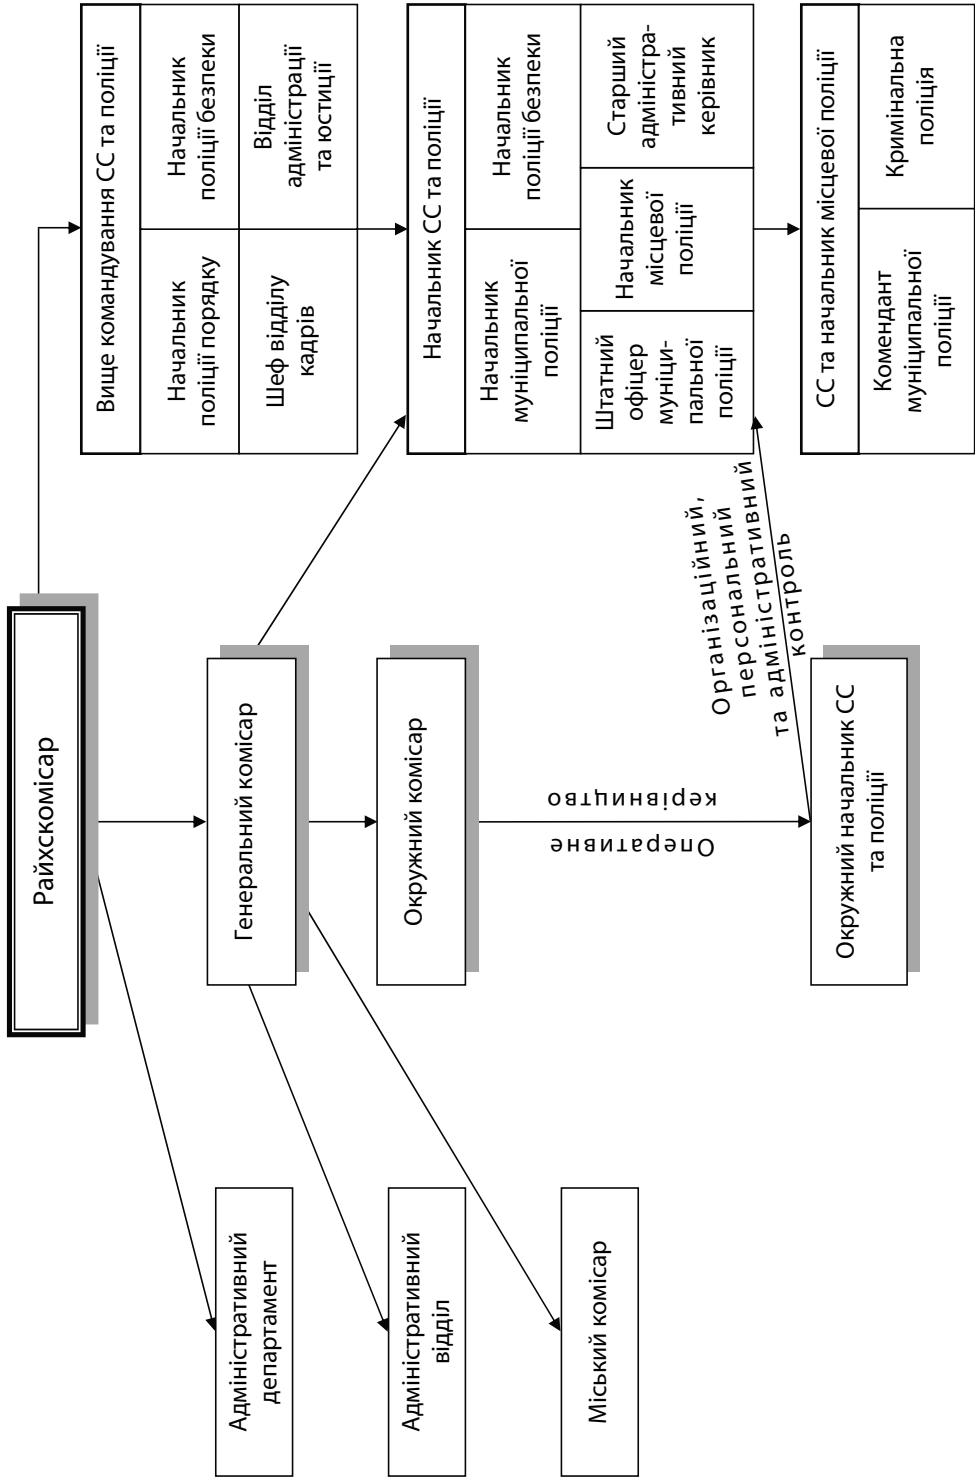 Райхскомісар
Вище командування СС та поліції
Начальник
поліції порядку
Начальник
поліції безпеки
Шеф відділу
кадрів
Відділ
адміністрації
та юстиції
Адміністративний
департамент
Генеральний комісар
Начальник СС та поліції
Начальник
муніципальної
поліції
Начальник
поліції безпеки
Штатний
офіцер
муніци-
пальної
поліції
Начальник
місцевої
поліції
Старший
адміністра-
тивний
керівник
Адміністративний
відділ
Окружний комісар
Міський комісар
Оперативне
керівництво
Організаційний,
персональний
та адміністративний
контроль
Окружний начальник СС
та поліції
СС та начальник місцевої поліції
Комендант
муніципальної
поліції
Кримінальна
поліція